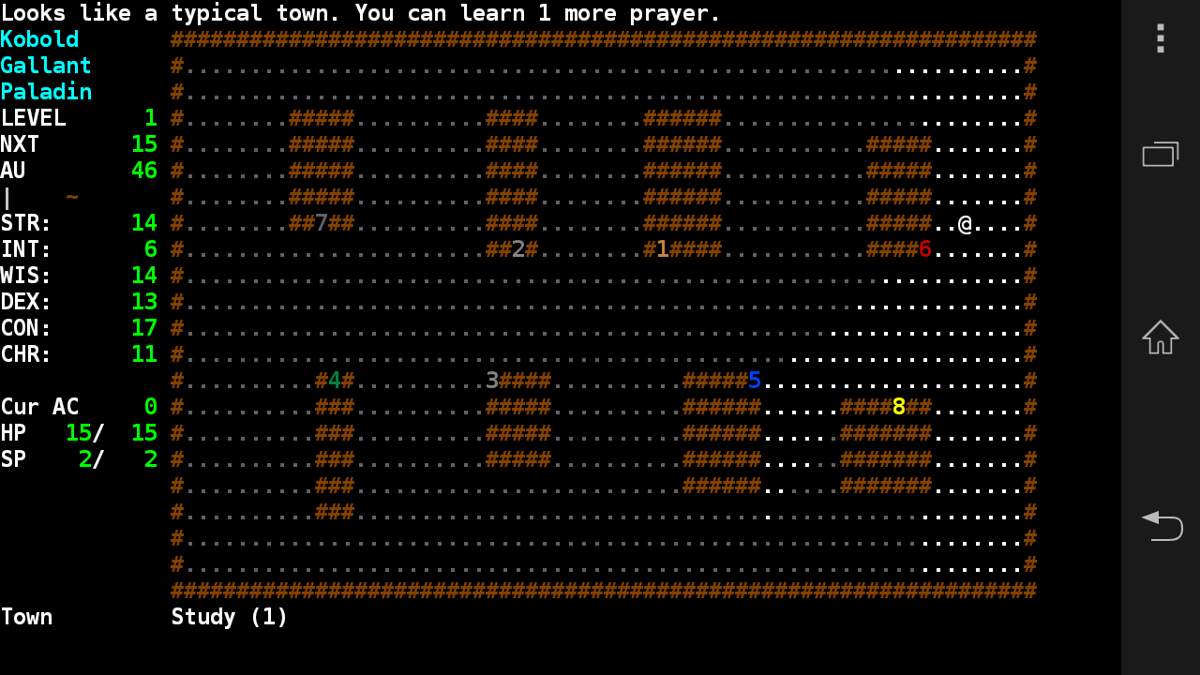 Looks like a typical town. You can learn 1 more prayer.
Kobold       ##################################################################
Gallant      #................................................................#
Paladin      #................................................................#
LEVEL      1 #........#####..........####........######.......................#
NXT       15 #........#####..........####........######...........#####.......#
AU        46 #........#####..........####........######...........#####.......#
|    ~       #........#####..........####........######...........#####.......#
STR:      14 #........##7##..........####........######...........#####..@....#
INT:       6 #.......................##2#........#1####...........####6.......#
WIS:      14 #................................................................#
DEX:      13 #................................................................#
CON:      17 #................................................................#
CHR:      11 #................................................................#
             #..........#4#..........3####..........#####5....................#
Cur AC     0 #..........###..........#####..........######......####8##.......#
HP   15/  15 #..........###..........#####..........######......#######.......#
SP    2/   2 #..........###..........#####..........######......#######.......#
             #..........###.........................######......#######.......#
             #..........###...................................................#
             #................................................................#
             #................................................................#
             ##################################################################
Town         Study (1)